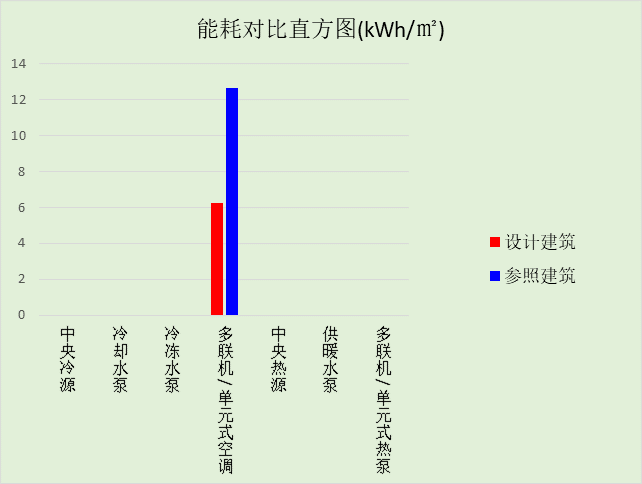 能耗对比直方图(kWh/㎡)
14
12
10
8
6
4
2
0
中央冷源
冷却水泵
冷冻水泵
多联机/单元式空调
中央热源
供暖水泵
多联机/单元式热泵
设计建筑
参照建筑